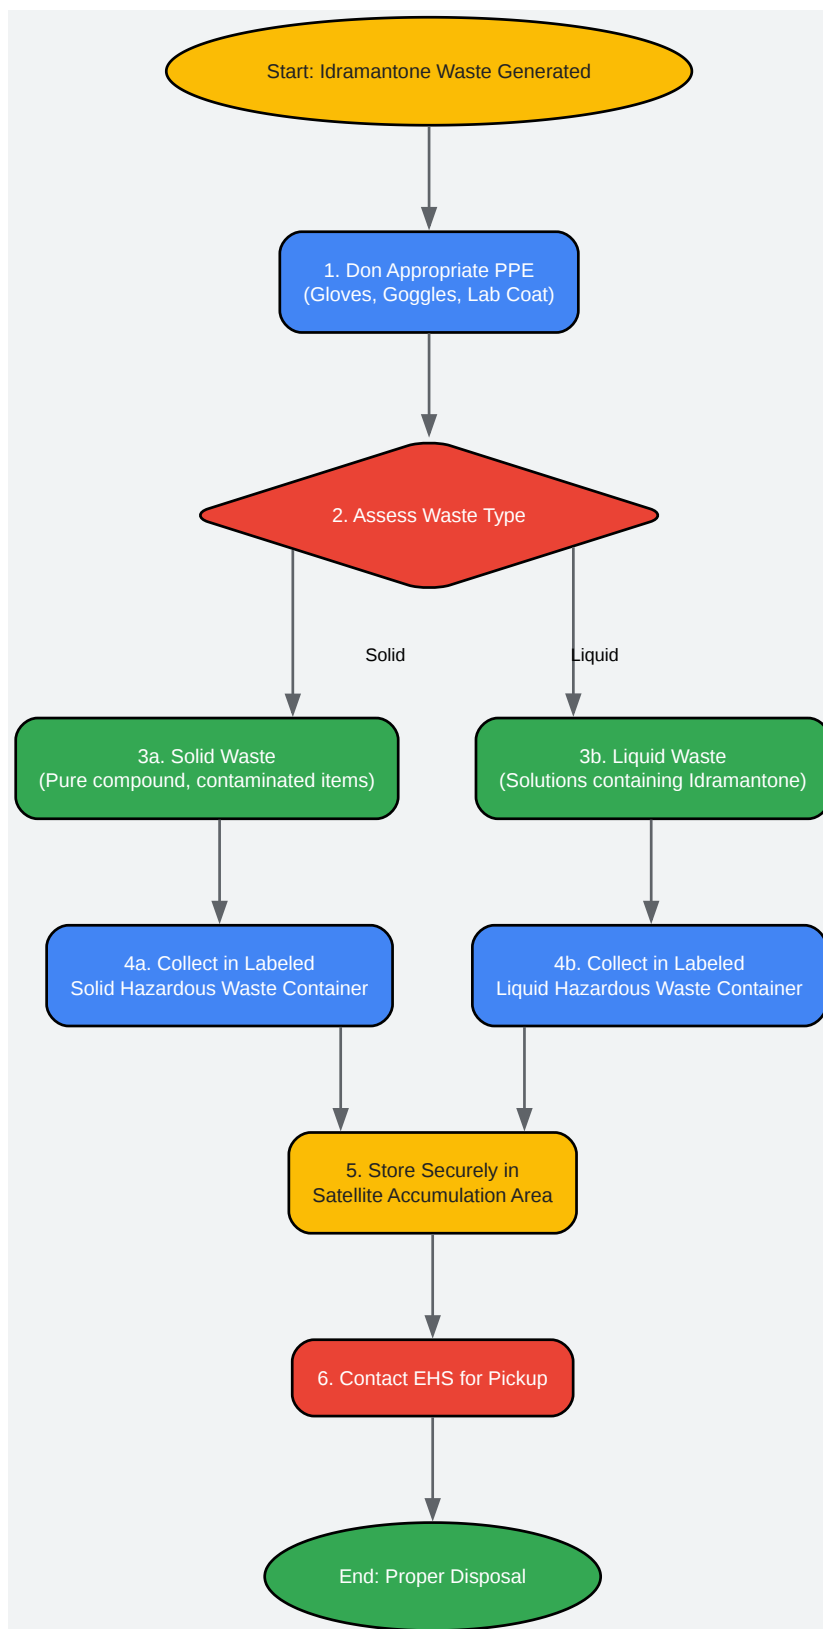 Start: Idramantone Waste Generated
1. Don Appropriate PPE
(Gloves, Goggles, Lab Coat)
2. Assess Waste Type
Solid
Liquid
3a. Solid Waste
(Pure compound, contaminated items)
3b. Liquid Waste
(Solutions containing Idramantone)
4a. Collect in Labeled
Solid Hazardous Waste Container
4b. Collect in Labeled
Liquid Hazardous Waste Container
5. Store Securely in
Satellite Accumulation Area
6. Contact EHS for Pickup
End: Proper Disposal